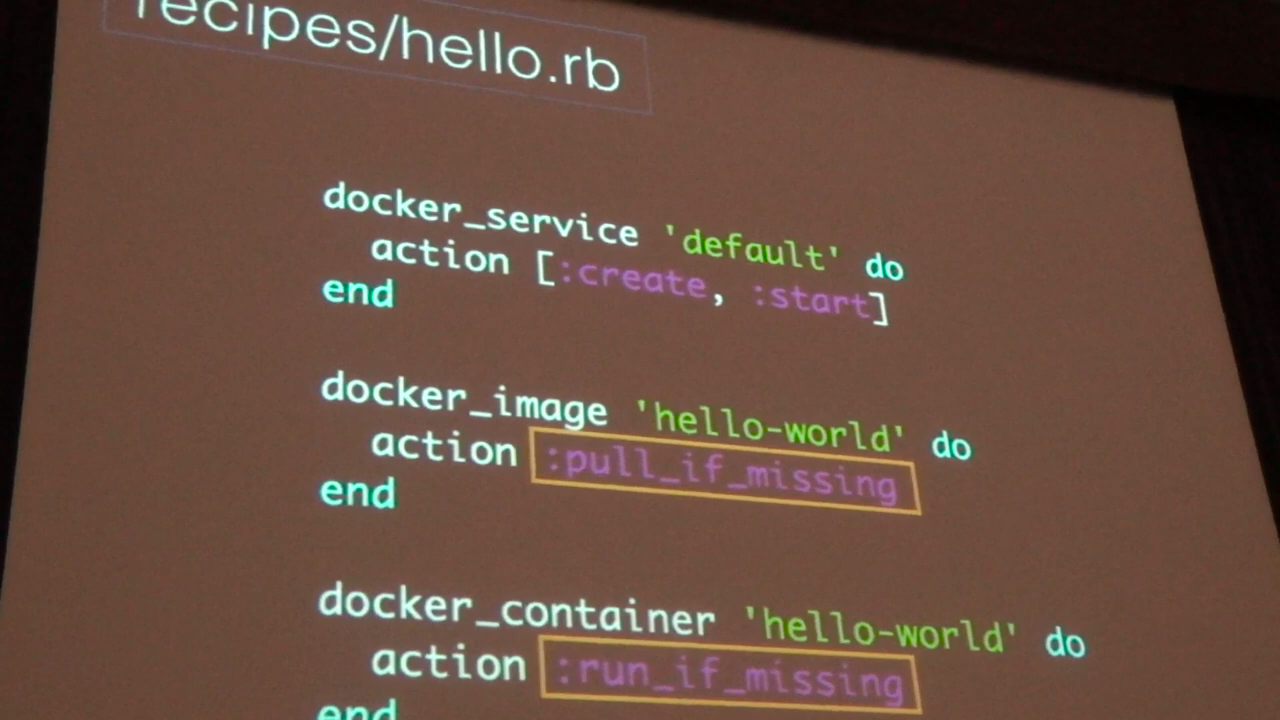 recipes/hello.rb
docker_service 'default' do
action [:create, :start]
end
docker_image 'hello-world' do
action :pull_if_missing
end
docker_container 'hello-world' do
action :run_if_missing
end